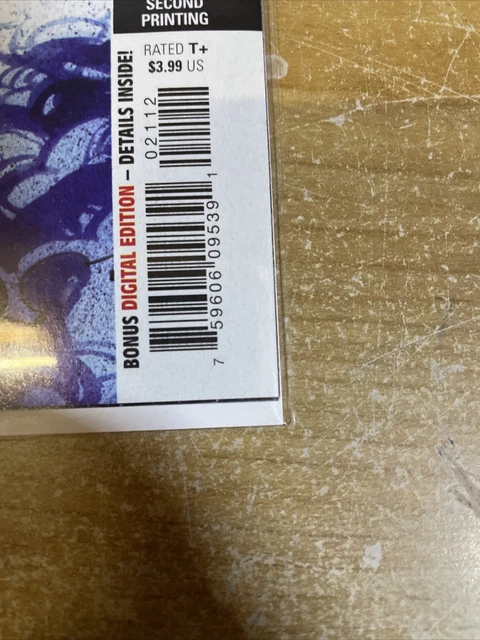 SECOND
PRINTING
RATED T+
$3.99 US
BONUS DIGITAL EDITION – DETAILS INSIDE!
02112
7 59606 09539 1